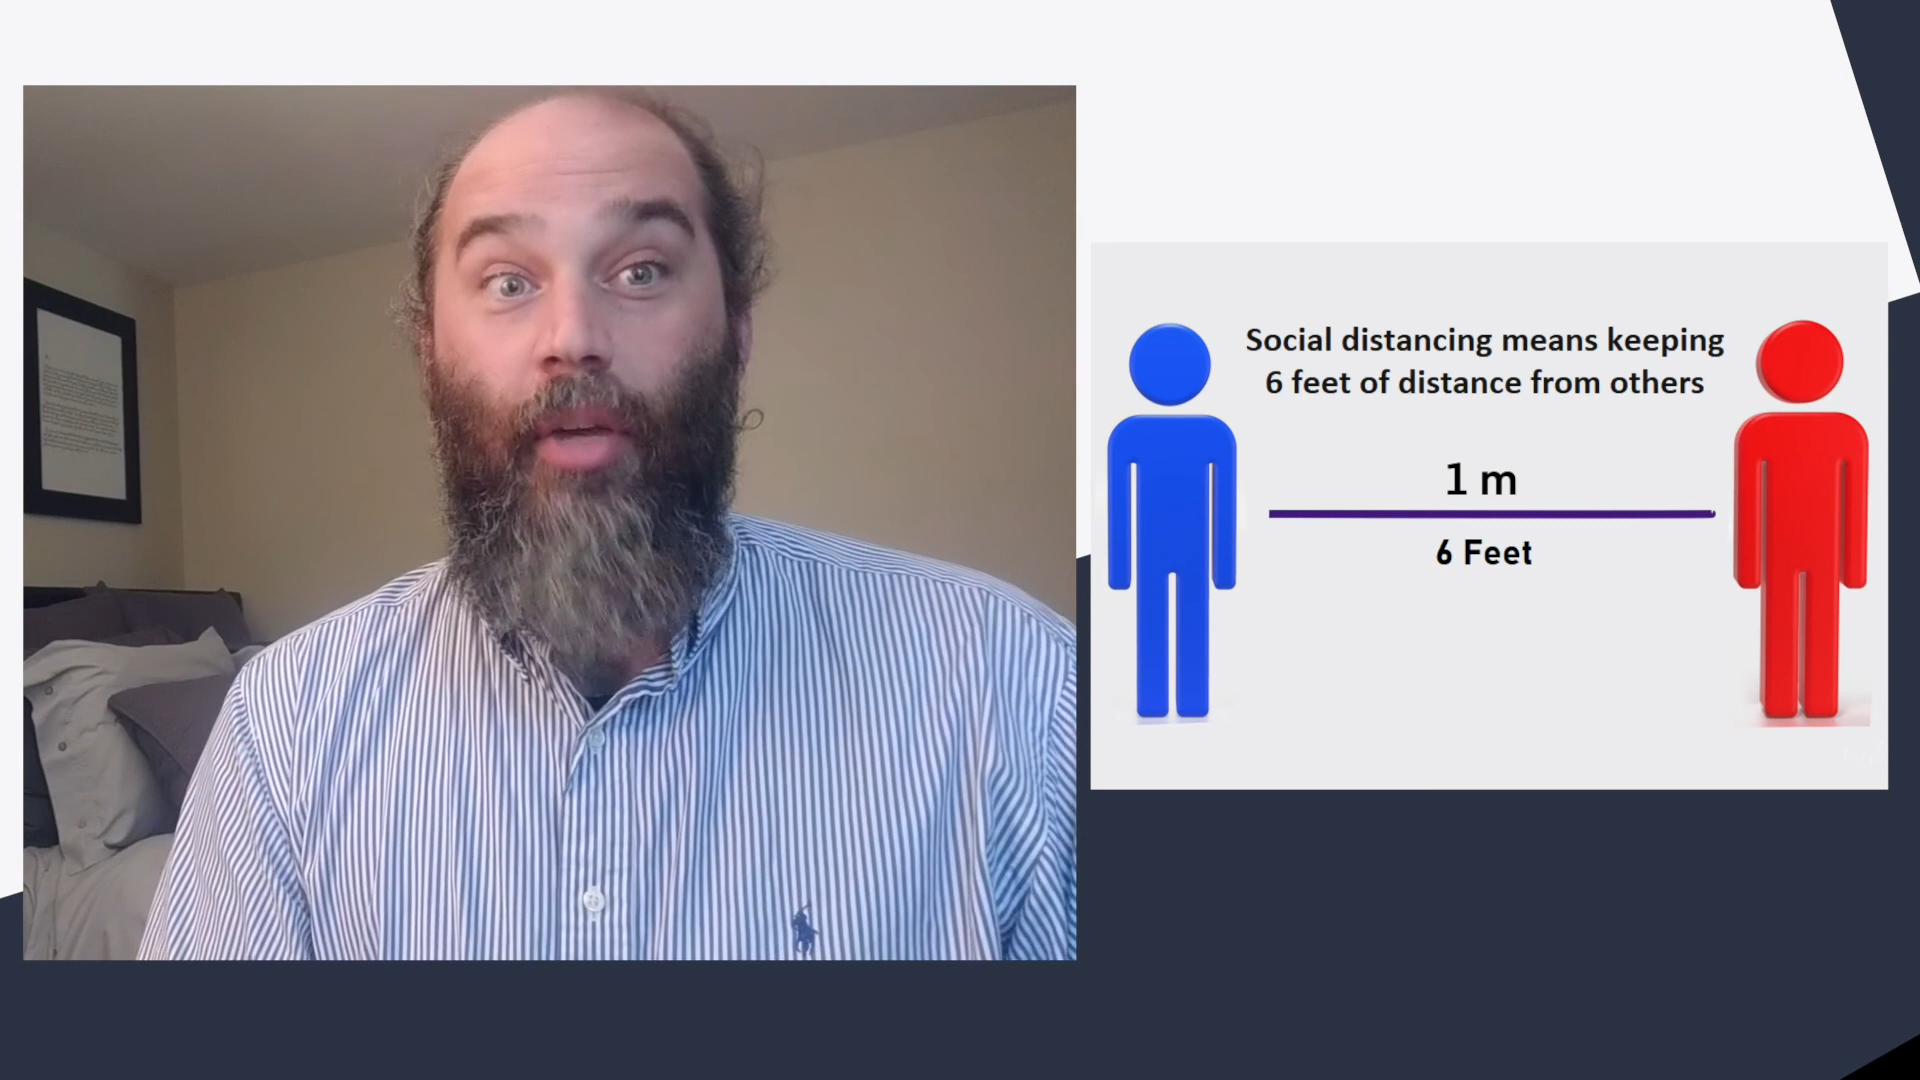 Social distancing means keeping
6 feet of distance from others
1 m
6 Feet